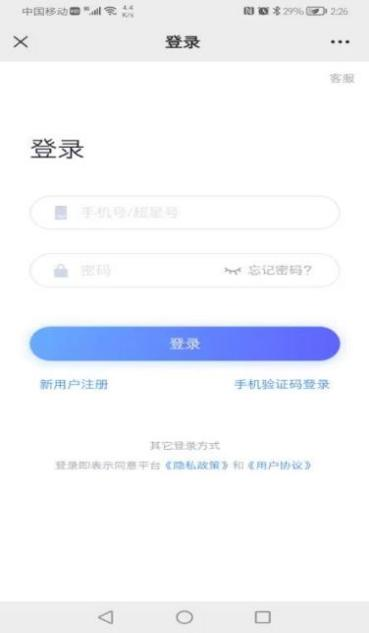 中国移动 HD 4.4 K/s 29% 2:26
登录
客服
登录
手机号/超星号
密码 忘记密码?
登录
新用户注册 手机验证码登录
其它登录方式
登录即表示同意平台《隐私政策》和《用户协议》